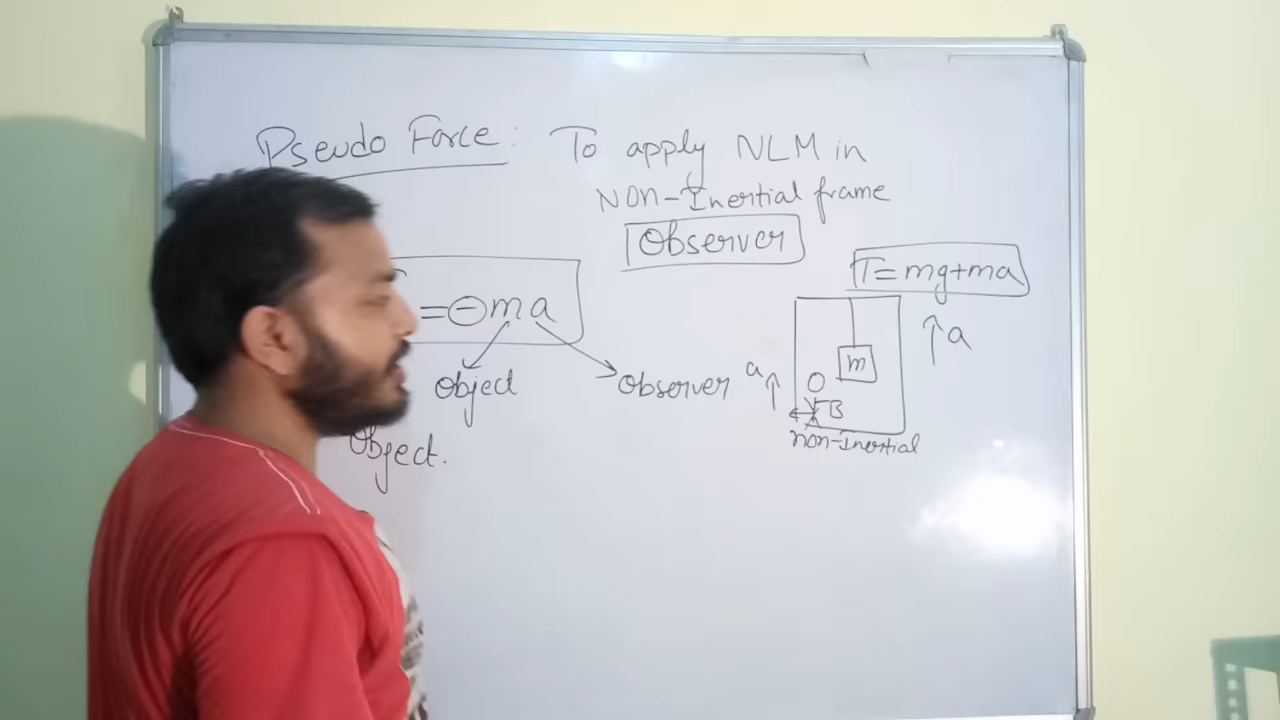 Pseudo Force: To apply NLM in
Non-Inertial frame
Observer
T=mg+ma
= ⊖ma
a
m
Object
Observer
a
B
non-Inertial
Object.